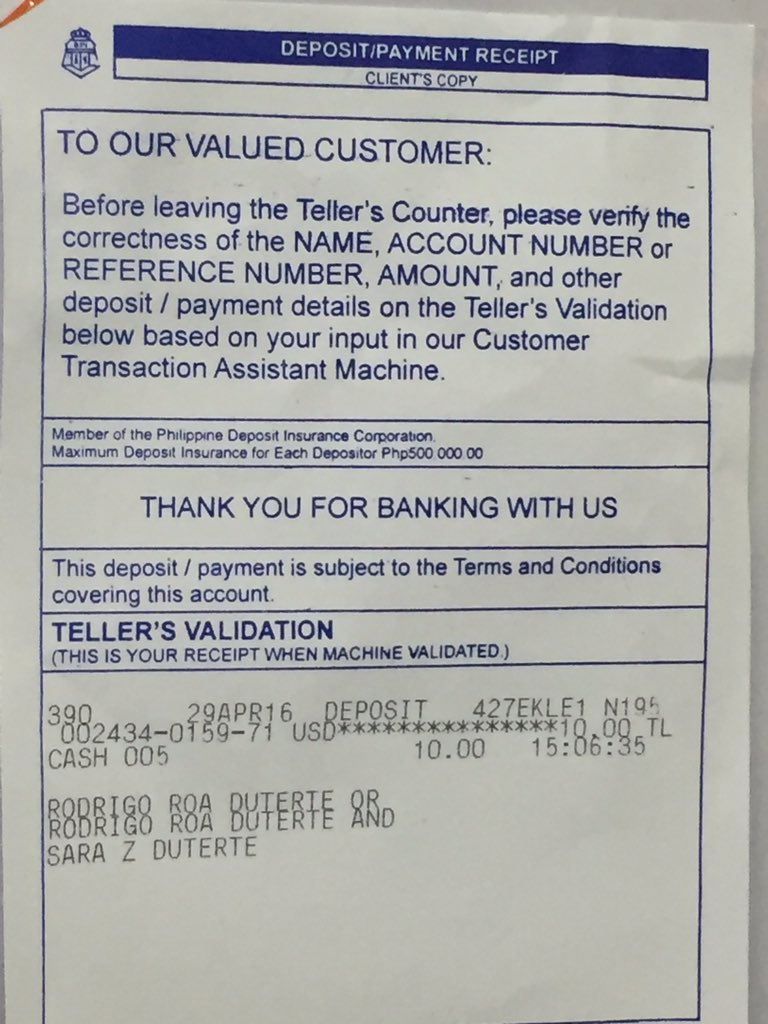 DEPOSIT/PAYMENT RECEIPT
CLIENT'S COPY
TO OUR VALUED CUSTOMER:
Before leaving the Teller's Counter, please verify the
correctness of the NAME, ACCOUNT NUMBER or
REFERENCE NUMBER, AMOUNT, and other
deposit / payment details on the Teller's Validation
below based on your input in our Customer
Transaction Assistant Machine.
Member of the Philippine Deposit Insurance Corporation.
Maximum Deposit Insurance for Each Depositor Php500 000.00
THANK YOU FOR BANKING WITH US
This deposit / payment is subject to the Terms and Conditions
covering this account.
TELLER'S VALIDATION
(THIS IS YOUR RECEIPT WHEN MACHINE VALIDATED.)
390 29APR16 DEPOSIT 427EKLE1
002434-0159-71 USD***************10.00 TL
CASH 005 10.00 15:06:35
RODRIGO ROA DUTERTE OR
RODRIGO ROA DUTERTE AND
SARA Z DUTERTE